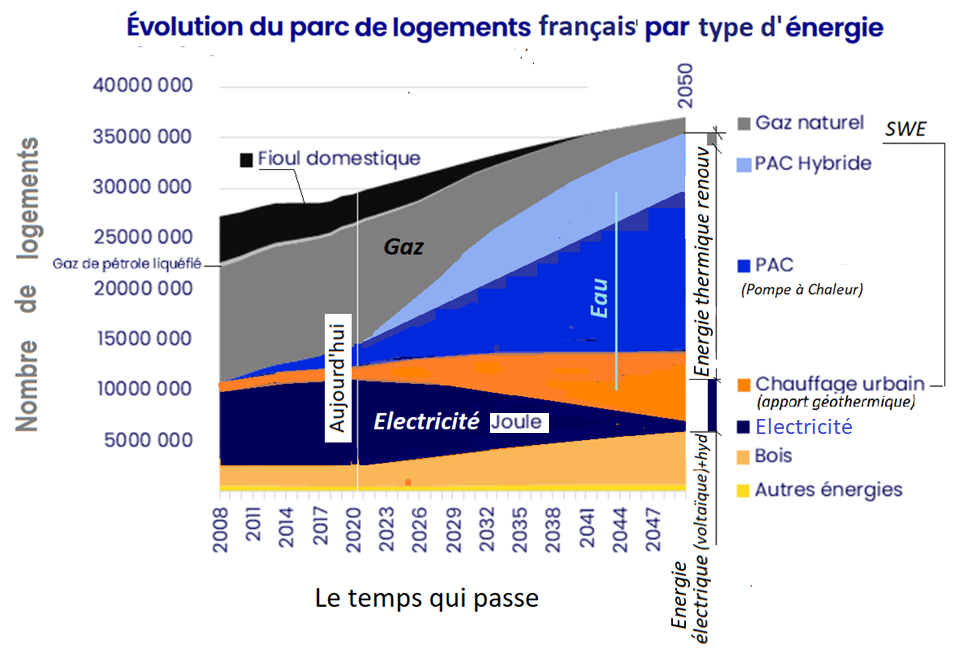 Évolution du parc de logements français par type d'énergie
40000 000
35000 000
30000 000
25000 000
20000 000
15000 000
10000 000
5000 000
Nombre de logements
Gaz de pétrole liquéfié
Fioul domestique
Gaz
Aujourd'hui
Electricité Joule
Eau
2050
Energie thermique renouv
Energie
électrique (voltaïque)+hyd
Gaz naturel
SWE
PAC Hybride
PAC
(Pompe à Chaleur)
Chauffage urbain
(apport géothermique)
Electricité
Bois
Autres énergies
2008
2011
2014
2017
2020
2023
2026
2029
2032
2035
2038
2041
2044
2047
Le temps qui passe